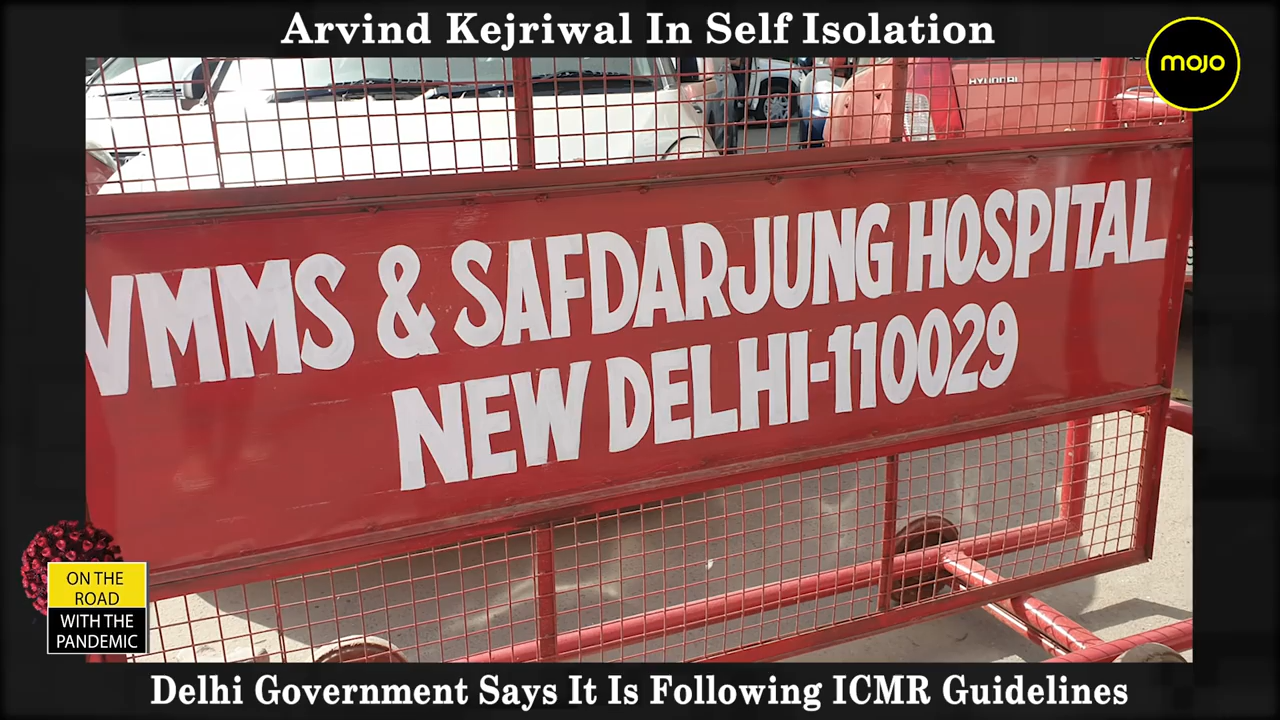 Arvind Kejriwal In Self Isolation
mojo
HYUNDAI
VMMS & SAFDARJUNG HOSPITAL
NEW DELHI-110029
ON THE
ROAD
WITH THE
PANDEMIC
Delhi Government Says It Is Following ICMR Guidelines